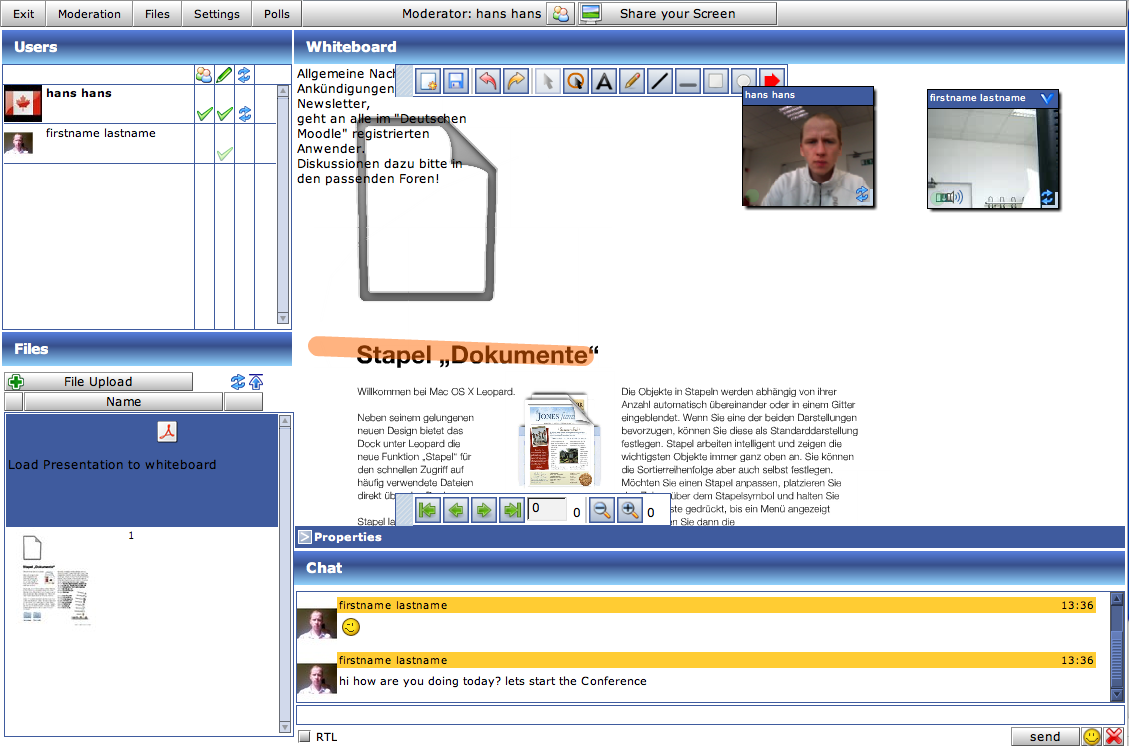 Exit Moderation Files Settings Polls Moderator: hans hans Share your Screen
Users
hans hans
firstname lastname
Files
File Upload
Name
Load Presentation to whiteboard
1
Whiteboard
Allgemeine Nach
Ankündigungen
Newsletter,
geht an alle im "Deutschen
Moodle" registrierten
Anwender.
Diskussionen dazu bitte in
den passenden Foren!
A
hans hans
firstname lastname
Stapel „Dokumente“
Willkommen bei Mac OS X Leopard.
Neben seinem gelungenen
neuen Design bietet das
Dock unter Leopard die
neue Funktion „Stapel“ für
den schnellen Zugriff auf
häufig verwendete Dateien
direkt
Stapel
Die Objekte in Stapeln werden abhängig von ihrer
Anzahl automatisch übereinander oder in einem Gitter
eingeblendet. Wenn Sie eine der beiden Darstellungen
bevorzugen, können Sie diese als Standarddarstellung
festlegen. Stapel arbeiten intelligent und zeigen die
wichtigsten Objekte immer ganz oben an. Sie können
die Sortierreihenfolge aber auch selbst festlegen.
Möchten Sie einen Stapel anpassen, platzieren Sie
über dem Stapelsymbol und halten Sie
ste gedrückt, bis ein Menü angezeigt
n Sie dann die
0 0 0
Properties
Chat
firstname lastname 13:36
firstname lastname 13:36
hi how are you doing today? lets start the Conference
RTL send